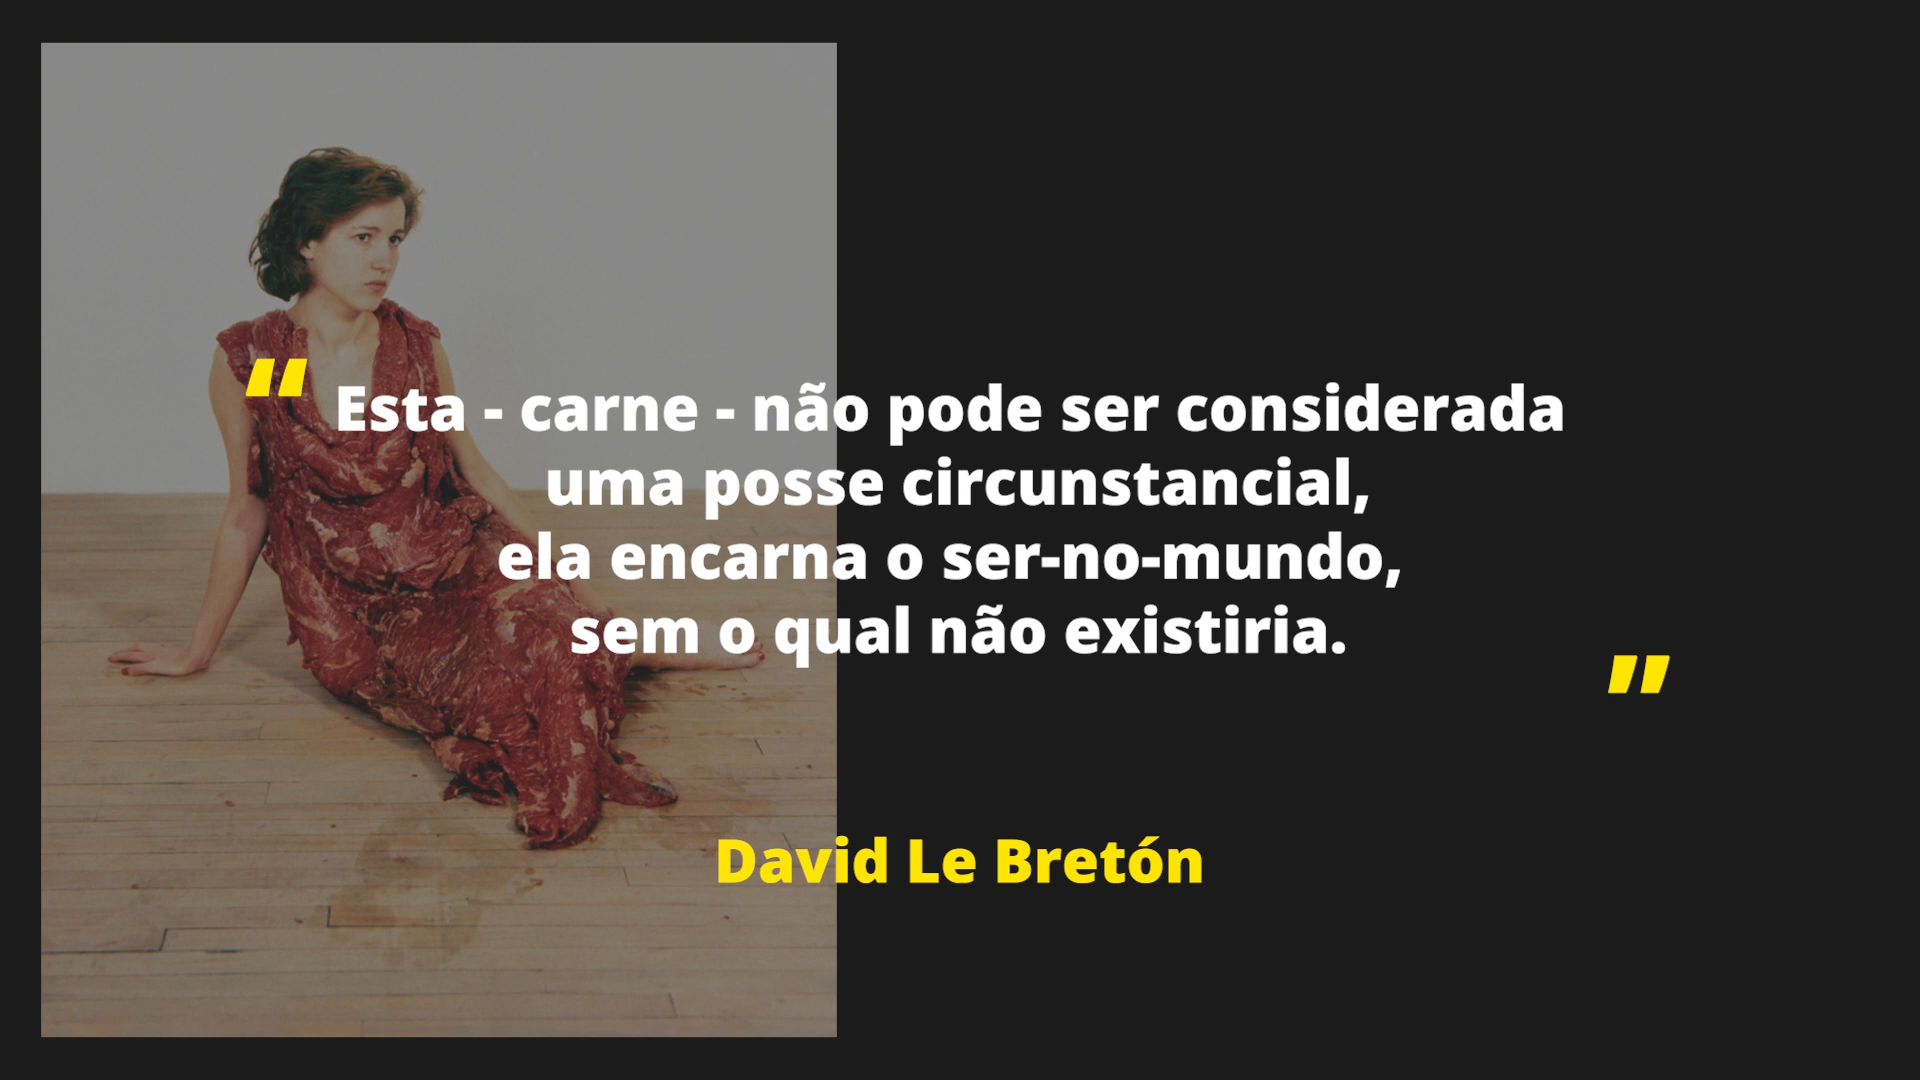 “ Esta - carne - não pode ser considerada
uma posse circunstancial,
ela encarna o ser-no-mundo,
sem o qual não existiria.
”
David Le Bretón